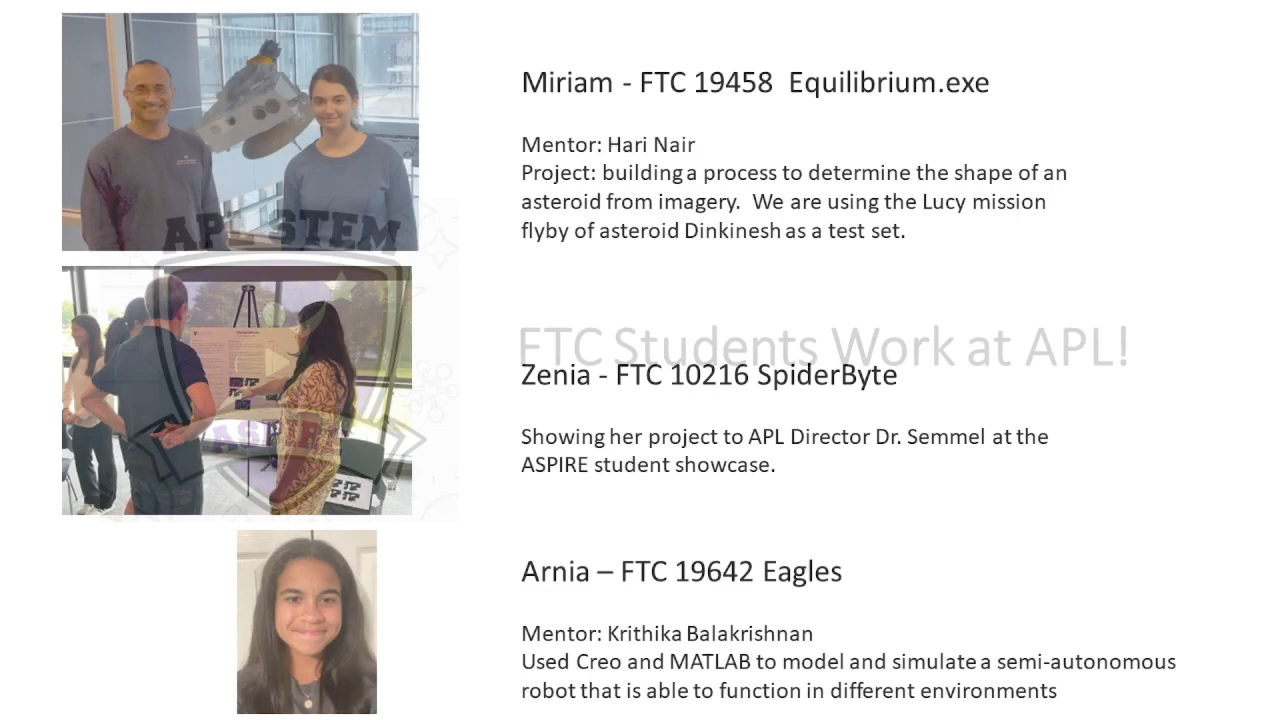 Miriam - FTC 19458 Equilibrium.exe
Mentor: Hari Nair
Project: building a process to determine the shape of an
asteroid from imagery. We are using the Lucy mission
flyby of asteroid Dinkinesh as a test set.
APL STEM
FTC Students Work at APL!
Zenia - FTC 10216 SpiderByte
Showing her project to APL Director Dr. Semmel at the
ASPIRE student showcase.
ASPIRE
Arnia – FTC 19642 Eagles
Mentor: Krithika Balakrishnan
Used Creo and MATLAB to model and simulate a semi-autonomous
robot that is able to function in different environments